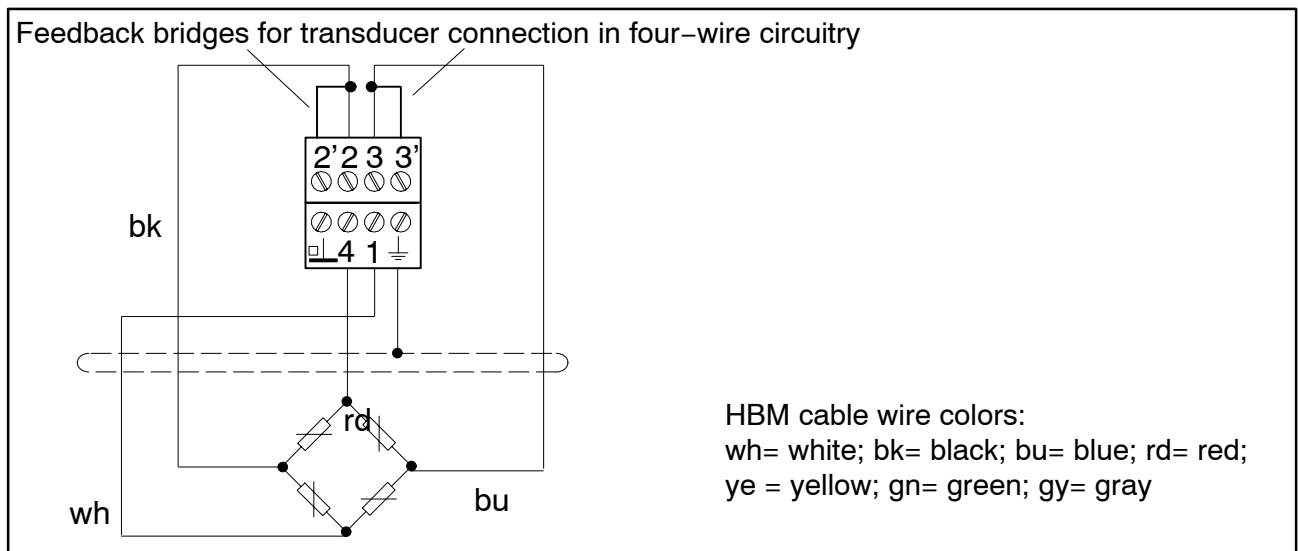 Feedback bridges for transducer connection in four−wire circuitry
2' 2 3 3'
bk
4 1
rd
HBM cable wire colors:
wh= white; bk= black; bu= blue; rd= red;
ye = yellow; gn= green; gy= gray
bu
wh